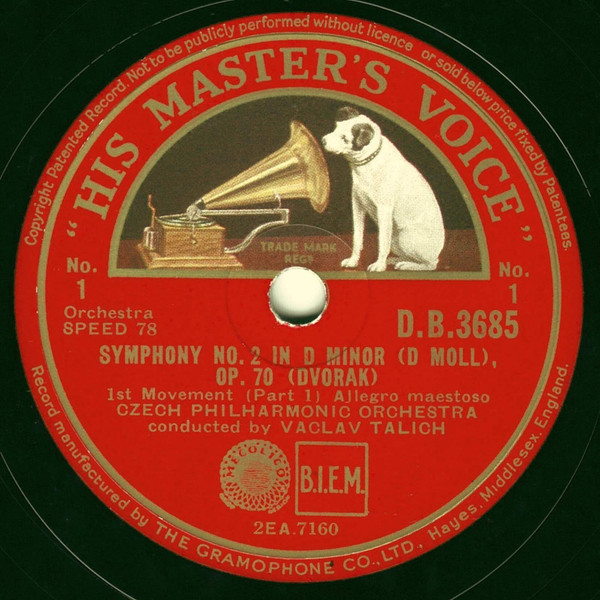 Copyright Patented Record. Not to be publicly performed without licence or sold below price fixed by Patentees.
"HIS MASTER'S VOICE"
TRADE MARK
REGD
No. 1
No. 1
Orchestra
SPEED 78
D.B.3685
SYMPHONY NO. 2 IN D MINOR (D MOLL),
OP. 70 (DVORAK)
1st Movement (Part 1) Allegro maestoso
CZECH PHILHARMONIC ORCHESTRA
conducted by VACLAV TALICH
MECOLICO
B.I.E.M.
2EA.7160
Record manufactured by THE GRAMOPHONE CO., LTD., Hayes, Middlesex, England.